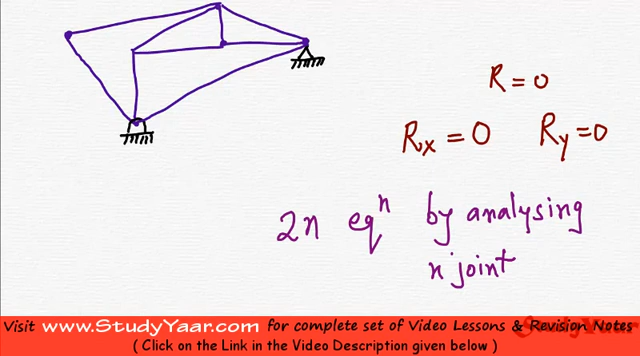 R = 0
Rx = 0 Ry = 0
2n eqⁿ by analysing
n joint
StudyYaar
Visit www.StudyYaar.com for complete set of Video Lessons & Revision Notes
( Click on the Link in the Video Description given below )